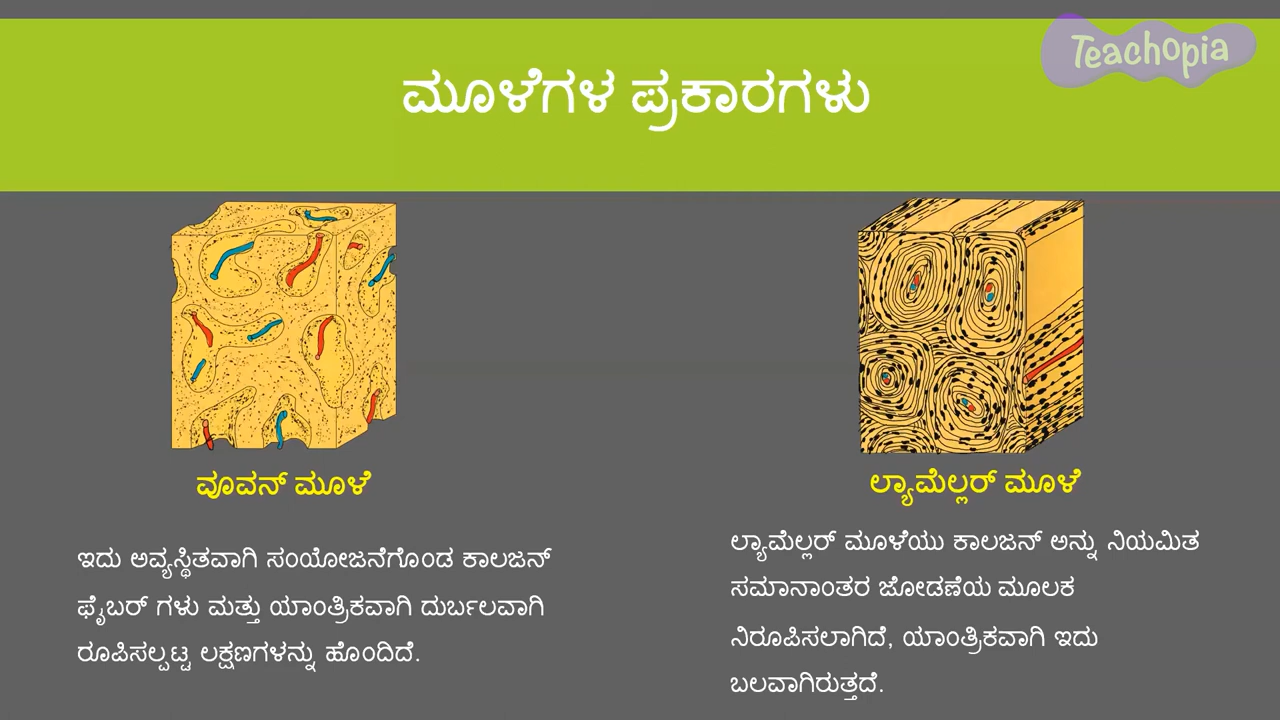 Teachopia
ಮೂಳೆಗಳ ಪ್ರಕಾರಗಳು
ವೂವನ್ ಮೂಳೆ
ಇದು ಅವ್ಯಸ್ಥಿತವಾಗಿ ಸಂಯೋಜನೆಗೊಂಡ ಕಾಲಜನ್
ಫೈಬರ್ ಗಳು ಮತ್ತು ಯಾಂತ್ರಿಕವಾಗಿ ದುರ್ಬಲವಾಗಿ
ರೂಪಿಸಲ್ಪಟ್ಟ ಲಕ್ಷಣಗಳನ್ನು ಹೊಂದಿದೆ.
ಲ್ಯಾಮೆಲ್ಲರ್ ಮೂಳೆ
ಲ್ಯಾಮೆಲ್ಲರ್ ಮೂಳೆಯು ಕಾಲಜನ್ ಅನ್ನು ನಿಯಮಿತ
ಸಮಾನಾಂತರ ಜೋಡಣೆಯ ಮೂಲಕ
ನಿರೂಪಿಸಲಾಗಿದೆ, ಯಾಂತ್ರಿಕವಾಗಿ ಇದು
ಬಲವಾಗಿರುತ್ತದೆ.